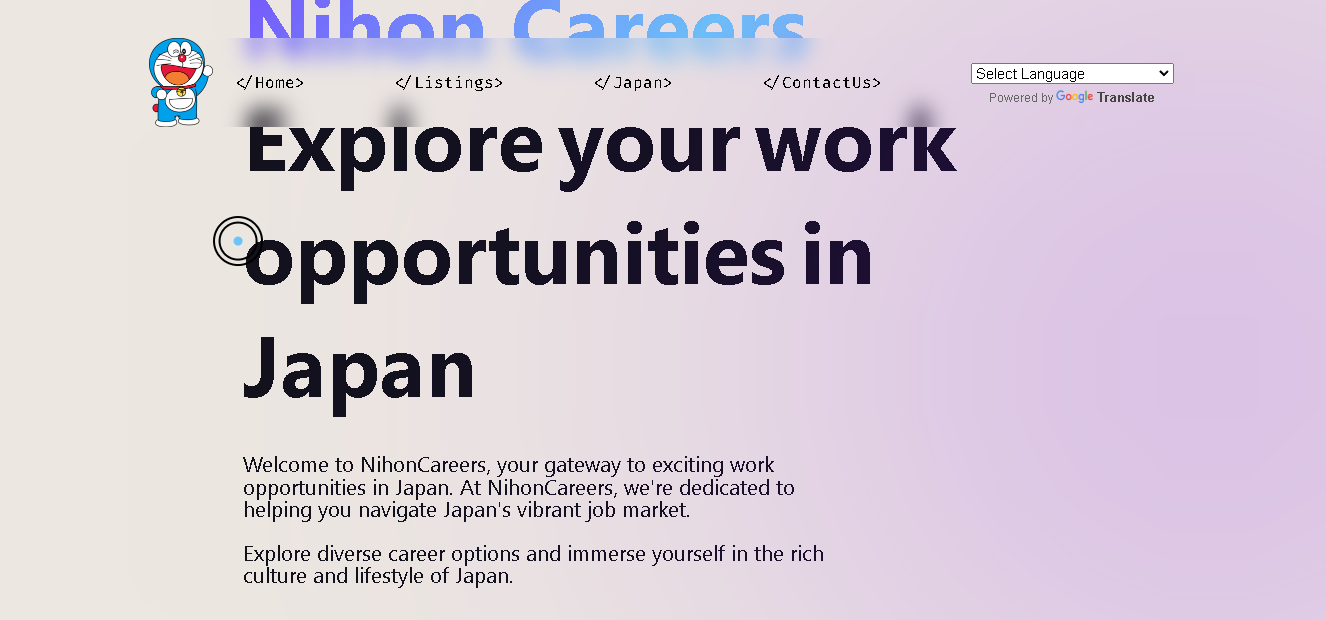 Nihon Careers
</Home>
</Listings>
</Japan>
</ContactUs>
Select Language
Powered by Google Translate
Explore your work
opportunities in
Japan
Welcome to NihonCareers, your gateway to exciting work
opportunities in Japan. At NihonCareers, we're dedicated to
helping you navigate Japan's vibrant job market.
Explore diverse career options and immerse yourself in the rich
culture and lifestyle of Japan.